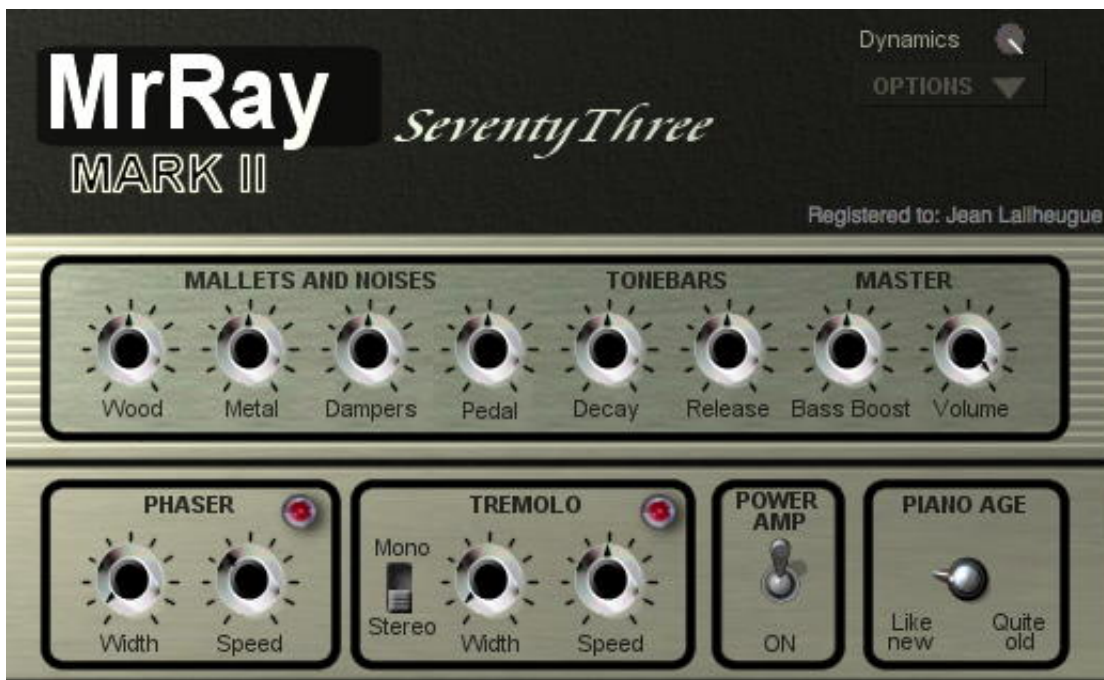 MrRay
SeventyThree
MARK II
Dynamics
OPTIONS
Registered to: Jean Lalheugue
MALLETS AND NOISES
TONEBARS
MASTER
Wood
Metal
Dampers
Pedal
Decay
Release
Bass Boost
Volume
PHASER
Width
Speed
TREMOLO
Mono
Stereo
Width
Speed
POWER
AMP
ON
PIANO AGE
Like
new
Quite
old